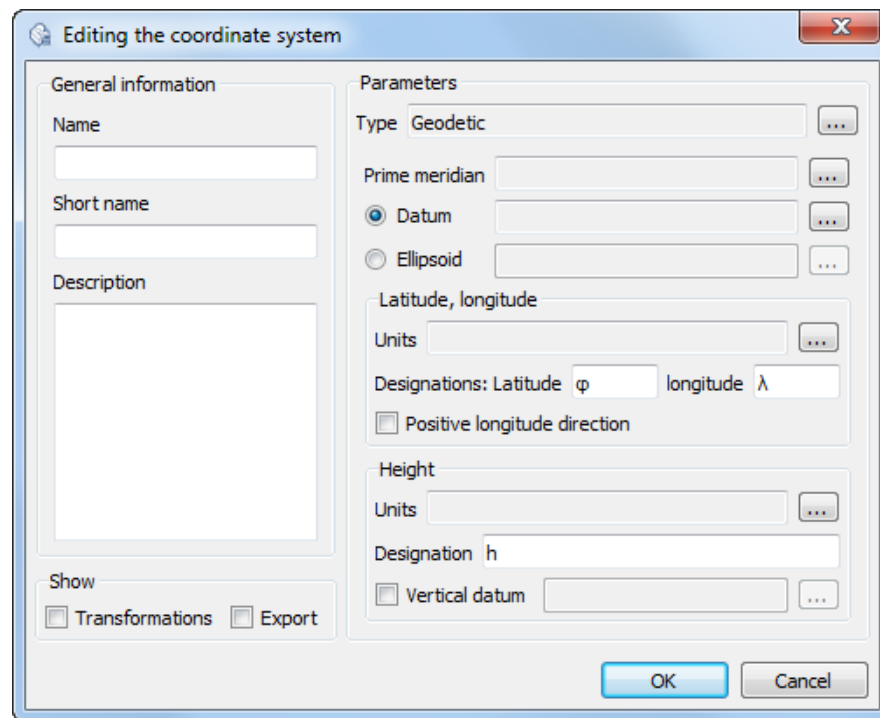 Editing the coordinate system
General information
Name
Short name
Description
Show
Transformations Export
Parameters
Type Geodetic ...
Prime meridian ...
Datum ...
Ellipsoid ...
Latitude, longitude
Units ...
Designations: Latitude φ longitude λ
Positive longitude direction
Height
Units ...
Designation h
Vertical datum ...
OK Cancel